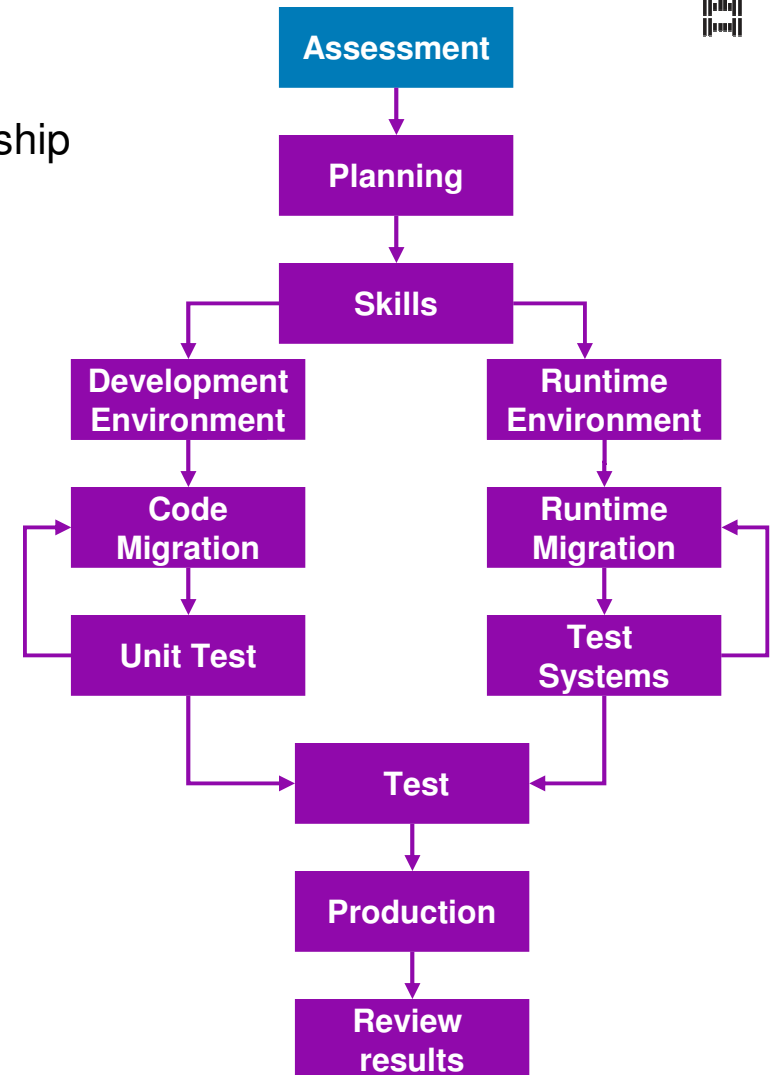 Assessment
ship
Planning
Skills
Development
Environment
Runtime
Environment
Code
Migration
Runtime
Migration
Unit Test
Test
Systems
Test
Production
Review
results